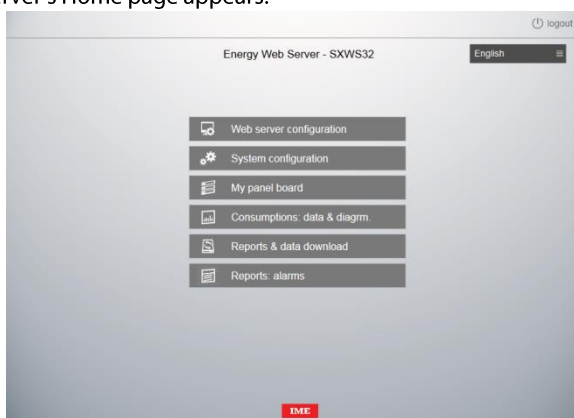 erver's Home page appears.
logout
Energy Web Server - SXWS32
English
Web server configuration
System configuration
My panel board
Consumptions: data & diagrm.
Reports & data download
Reports: alarms
IME